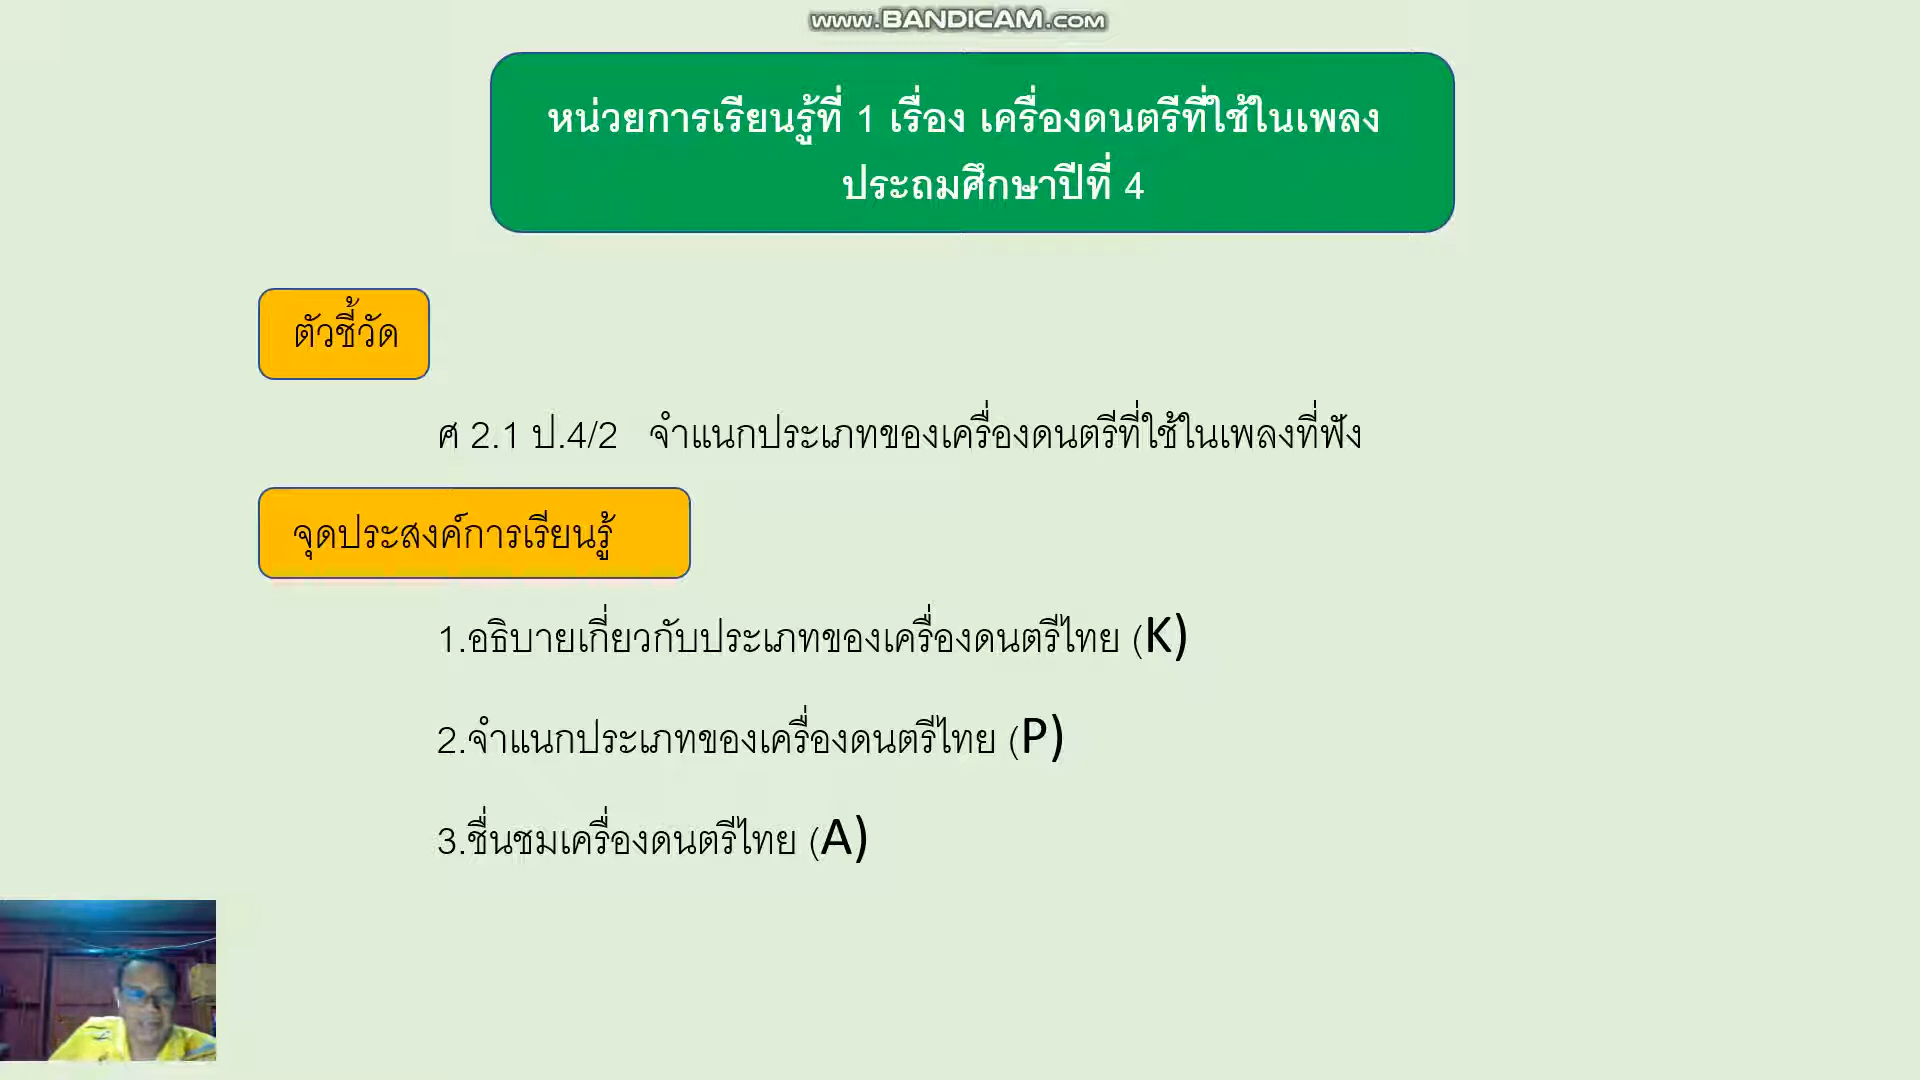 www.BANDICAM.com
หน่วยการเรียนรู้ที่ 1 เรื่อง เครื่องดนตรีที่ใช้ในเพลง
ประถมศึกษาปีที่ 4
ตัวชี้วัด
ศ 2.1 ป.4/2 จำแนกประเภทของเครื่องดนตรีที่ใช้ในเพลงที่ฟัง
จุดประสงค์การเรียนรู้
1.อธิบายเกี่ยวกับประเภทของเครื่องดนตรีไทย (K)
2.จำแนกประเภทของเครื่องดนตรีไทย (P)
3.ชื่นชมเครื่องดนตรีไทย (A)